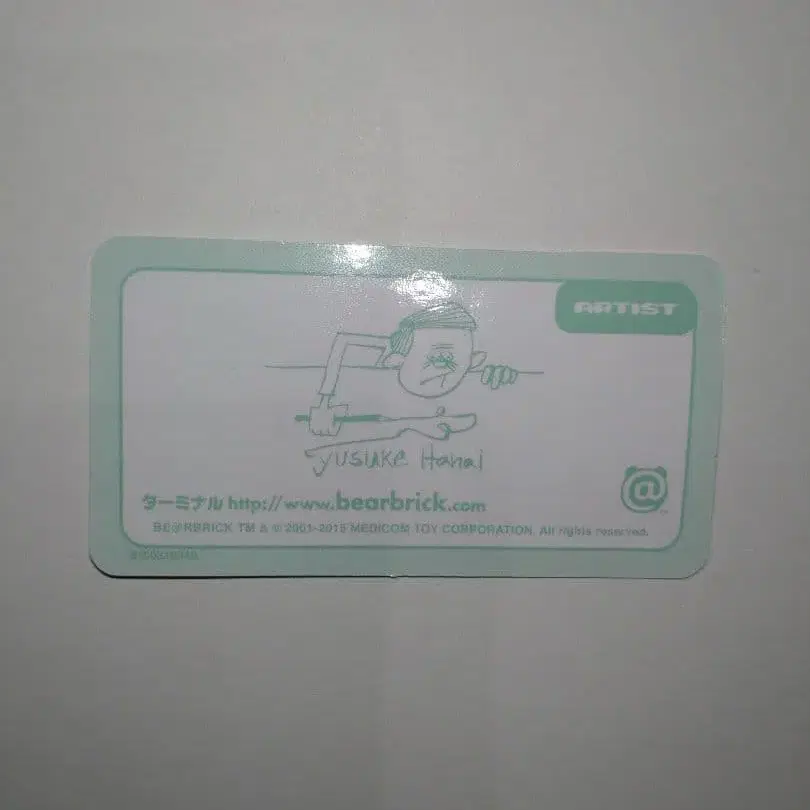 ARTIST
yusuke Hanai
ターミナル http://www.bearbrick.com
@
BE@RBRICK TM & © 2001-2015 MEDICOM TOY CORPORATION. All rights reserved.